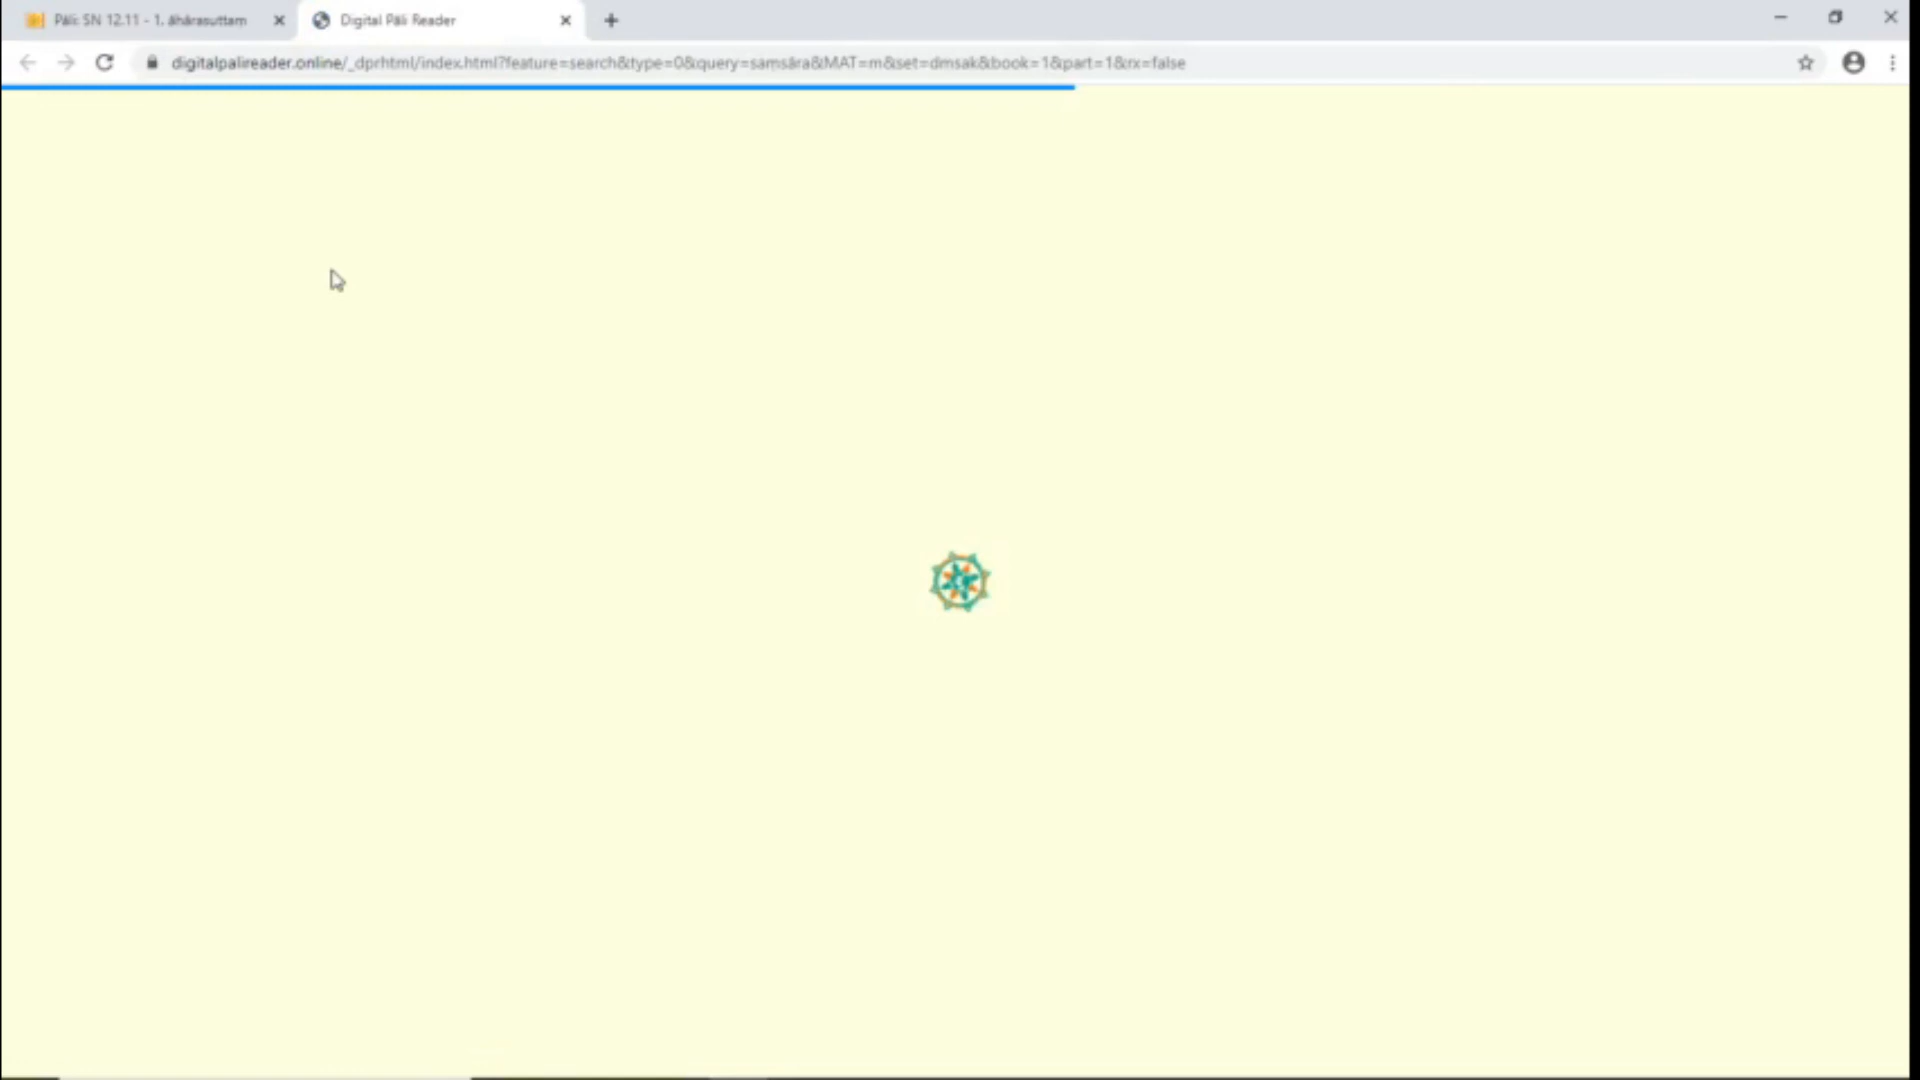 Pāli: SN 12.11 - 1. āhārasuttaṃ
Digital Pāli Reader
digitalpalireader.online/_dprhtml/index.html?feature=search&type=0&query=saṃsāra&MAT=m&set=dmsak&book=1&part=1&rx=false